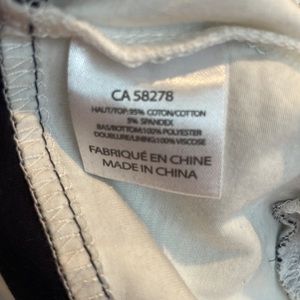 CA 58278
HAUT/TOP:95% COTON/COTTON
5% SPANDEX
BAS/BOTTOM:100% POLYESTER
DOUBLURE/LINING:100% VISCOSE
FABRIQUÉ EN CHINE
MADE IN CHINA